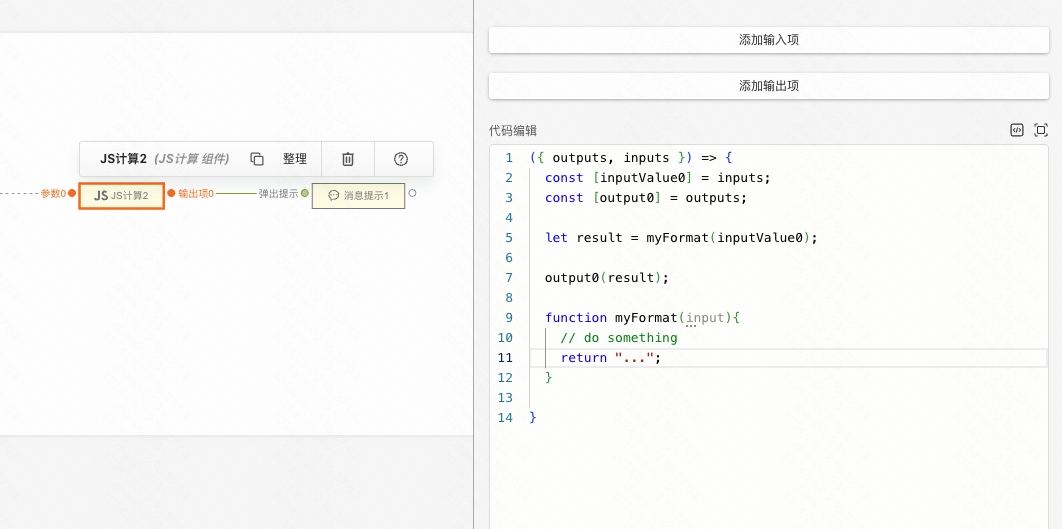 添加输入项
添加输出项
代码编辑
JS计算2 (JS计算 组件) 整理
参数0 JS JS计算2 输出项0 弹出提示 消息提示1
1 ({ outputs, inputs }) => {
2 const [inputValue0] = inputs;
3 const [output0] = outputs;
4
5 let result = myFormat(inputValue0);
6
7 output0(result);
8
9 function myFormat(input){
10 // do something
11 return "...";
12 }
13
14 }